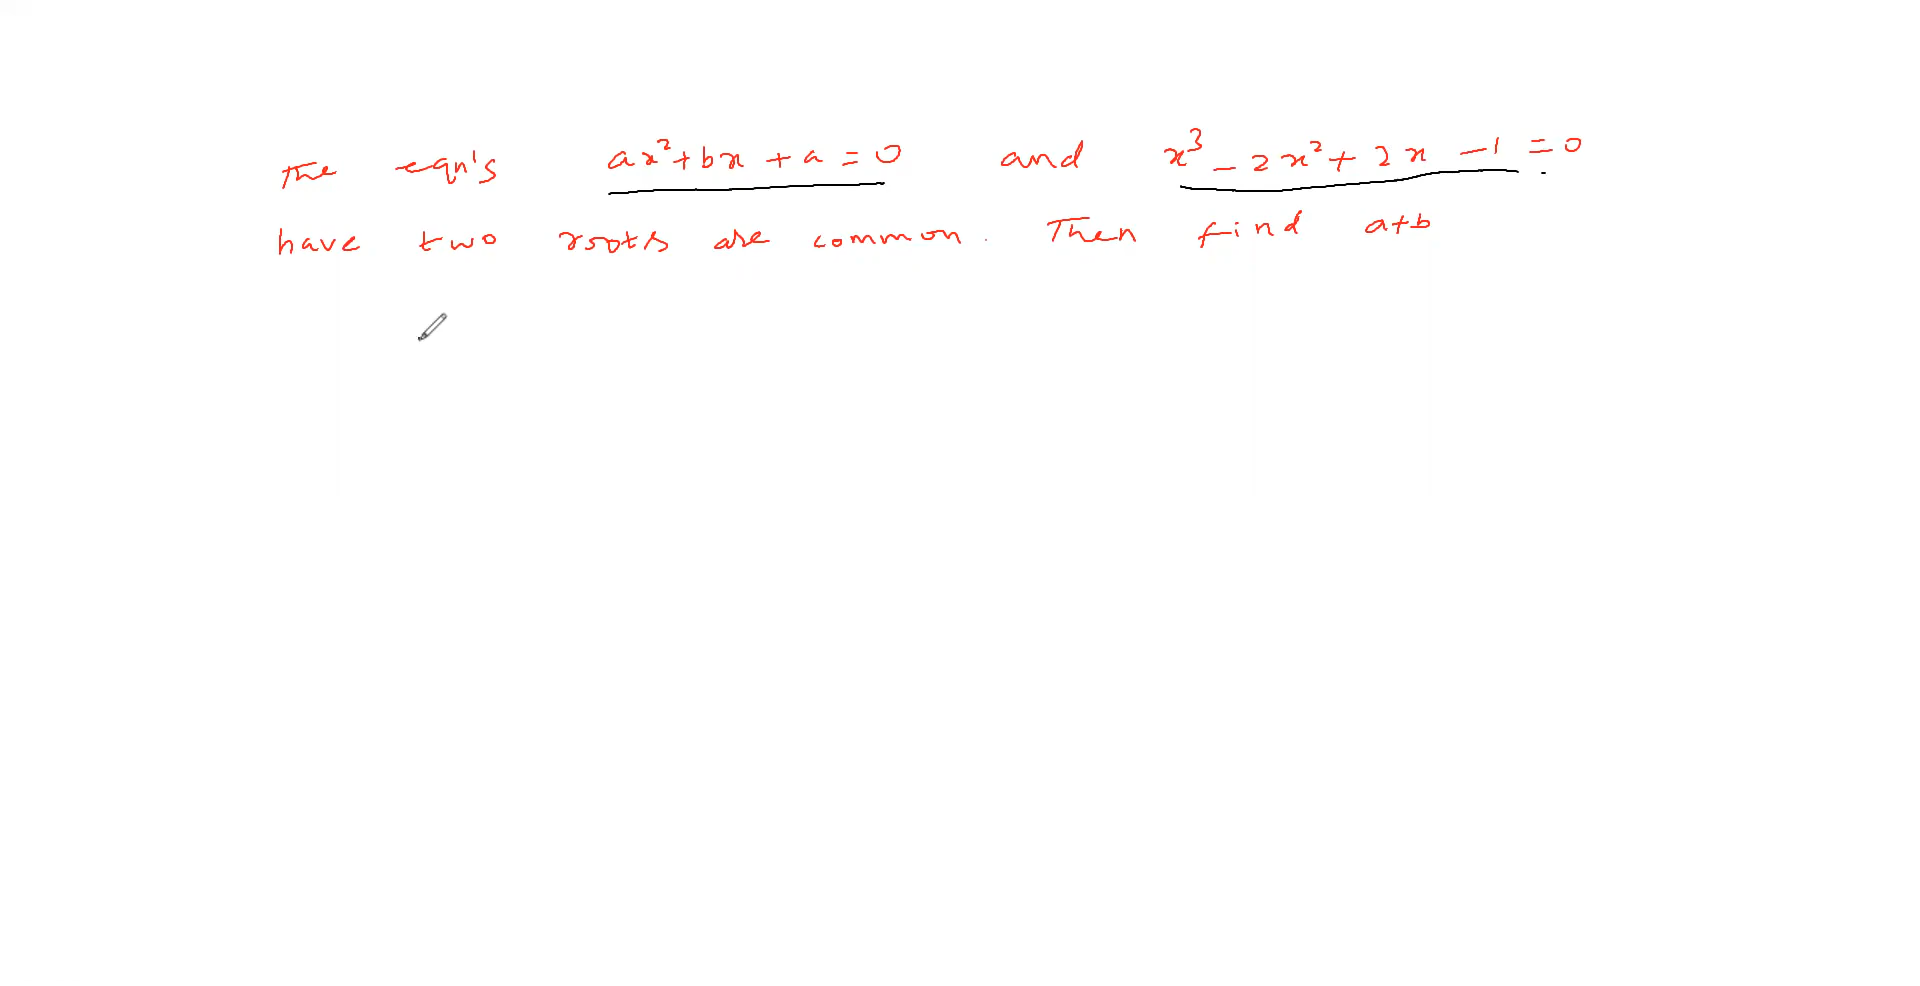 The eqn's ax²+bx+a=0 and x³-2x²+2x-1=0
have two roots are common. Then find a+b